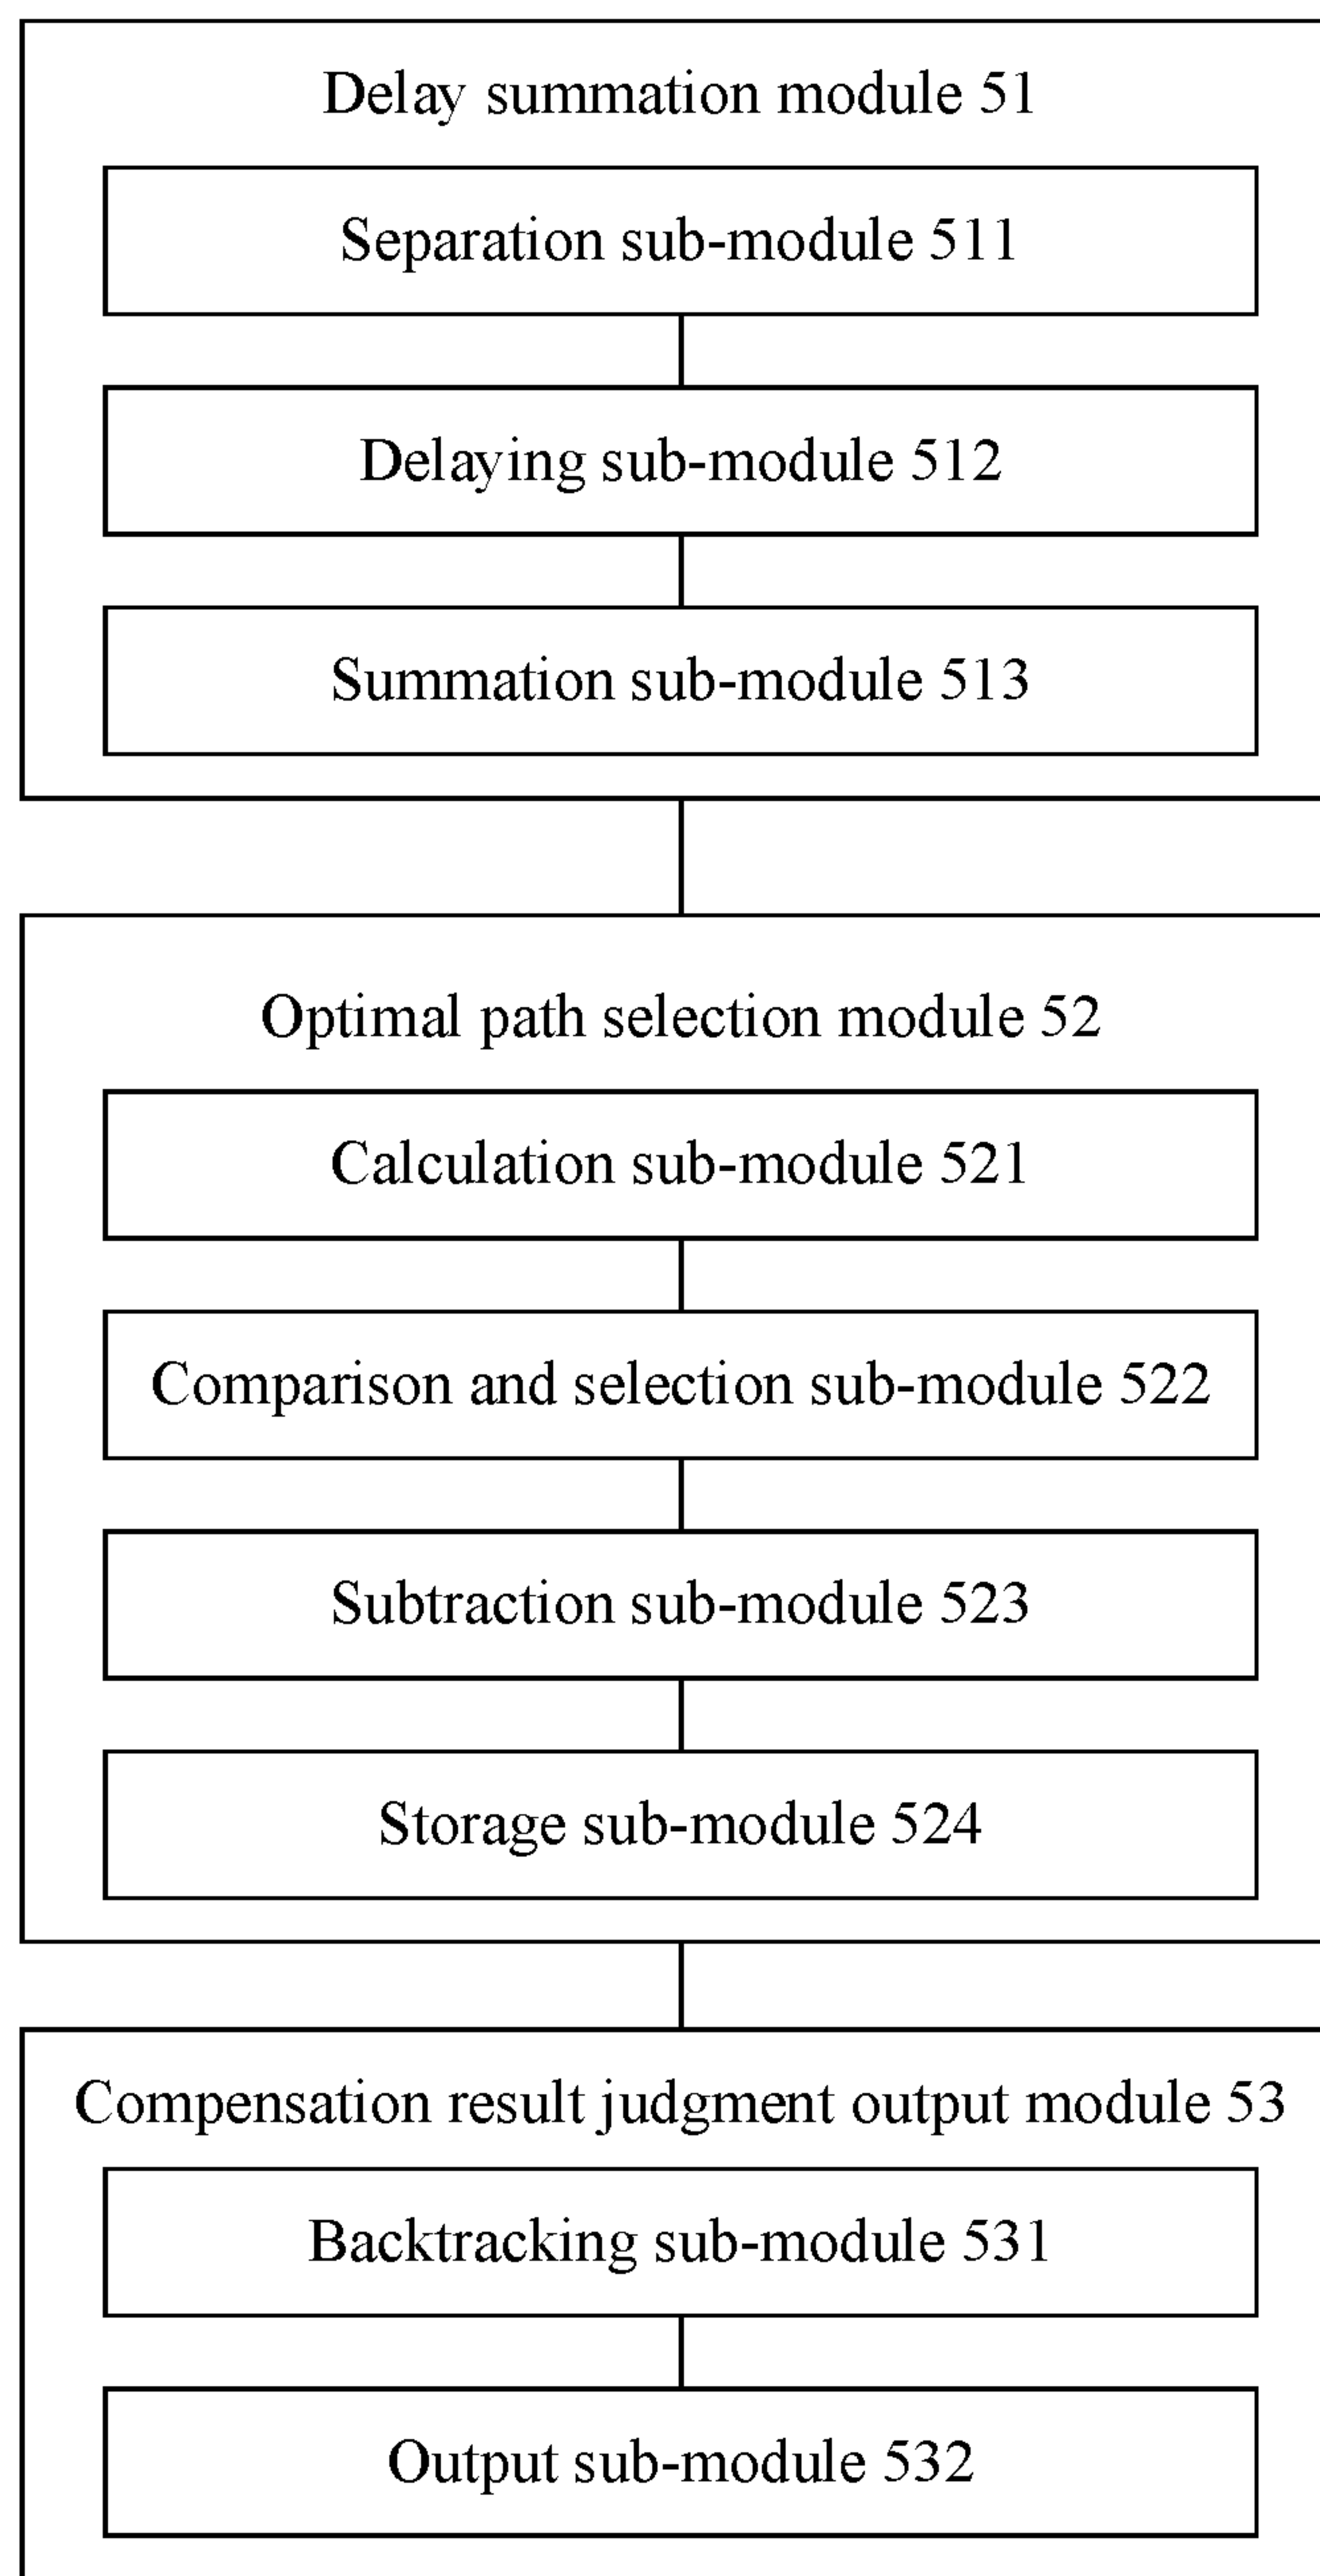 Delay summation module 51
Separation sub-module 511
Delaying sub-module 512
Summation sub-module 513
Optimal path selection module 52
Calculation sub-module 521
Comparison and selection sub-module 522
Subtraction sub-module 523
Storage sub-module 524
Compensation result judgment output module 53
Backtracking sub-module 531
Output sub-module 532